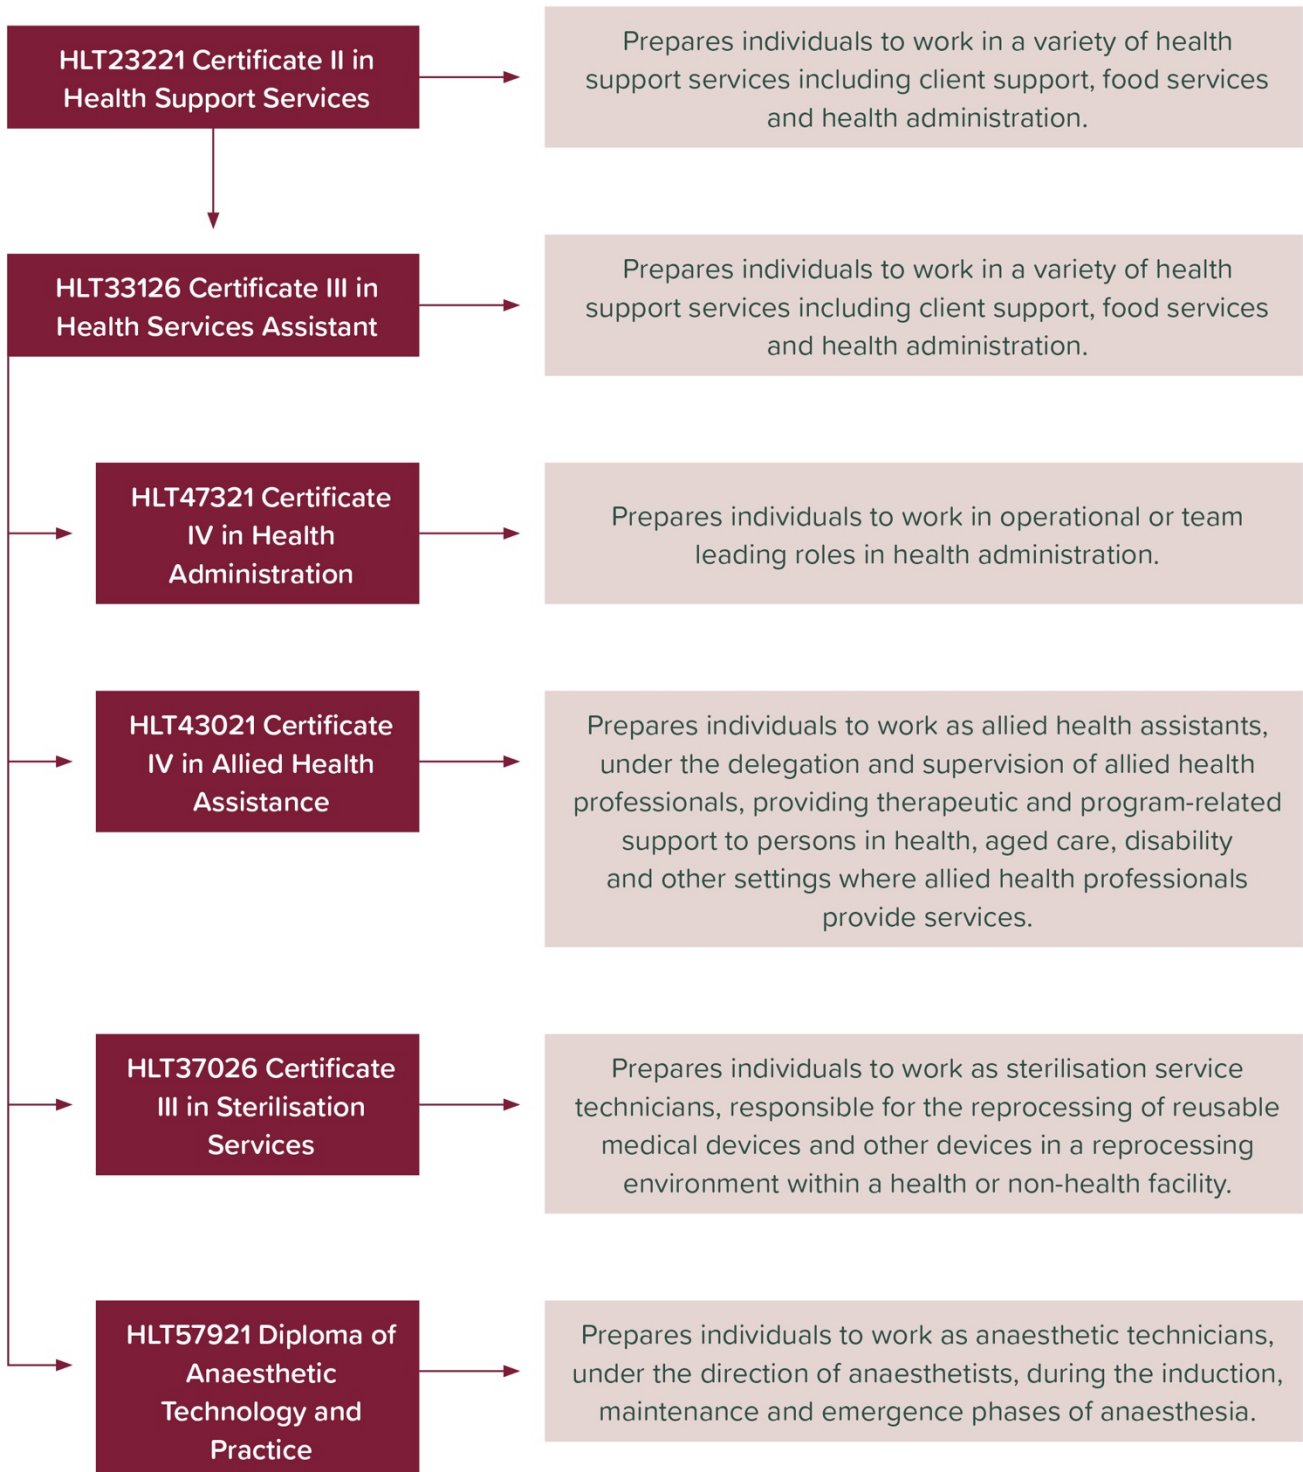 HLT23221 Certificate II in
Health Support Services
Prepares individuals to work in a variety of health
support services including client support, food services
and health administration.
HLT33126 Certificate III in
Health Services Assistant
Prepares individuals to work in a variety of health
support services including client support, food services
and health administration.
HLT47321 Certificate
IV in Health
Administration
Prepares individuals to work in operational or team
leading roles in health administration.
HLT43021 Certificate
IV in Allied Health
Assistance
Prepares individuals to work as allied health assistants,
under the delegation and supervision of allied health
professionals, providing therapeutic and program-related
support to persons in health, aged care, disability
and other settings where allied health professionals
provide services.
HLT37026 Certificate
III in Sterilisation
Services
Prepares individuals to work as sterilisation service
technicians, responsible for the reprocessing of reusable
medical devices and other devices in a reprocessing
environment within a health or non-health facility.
HLT57921 Diploma of
Anaesthetic
Technology and
Practice
Prepares individuals to work as anaesthetic technicians,
under the direction of anaesthetists, during the induction,
maintenance and emergence phases of anaesthesia.